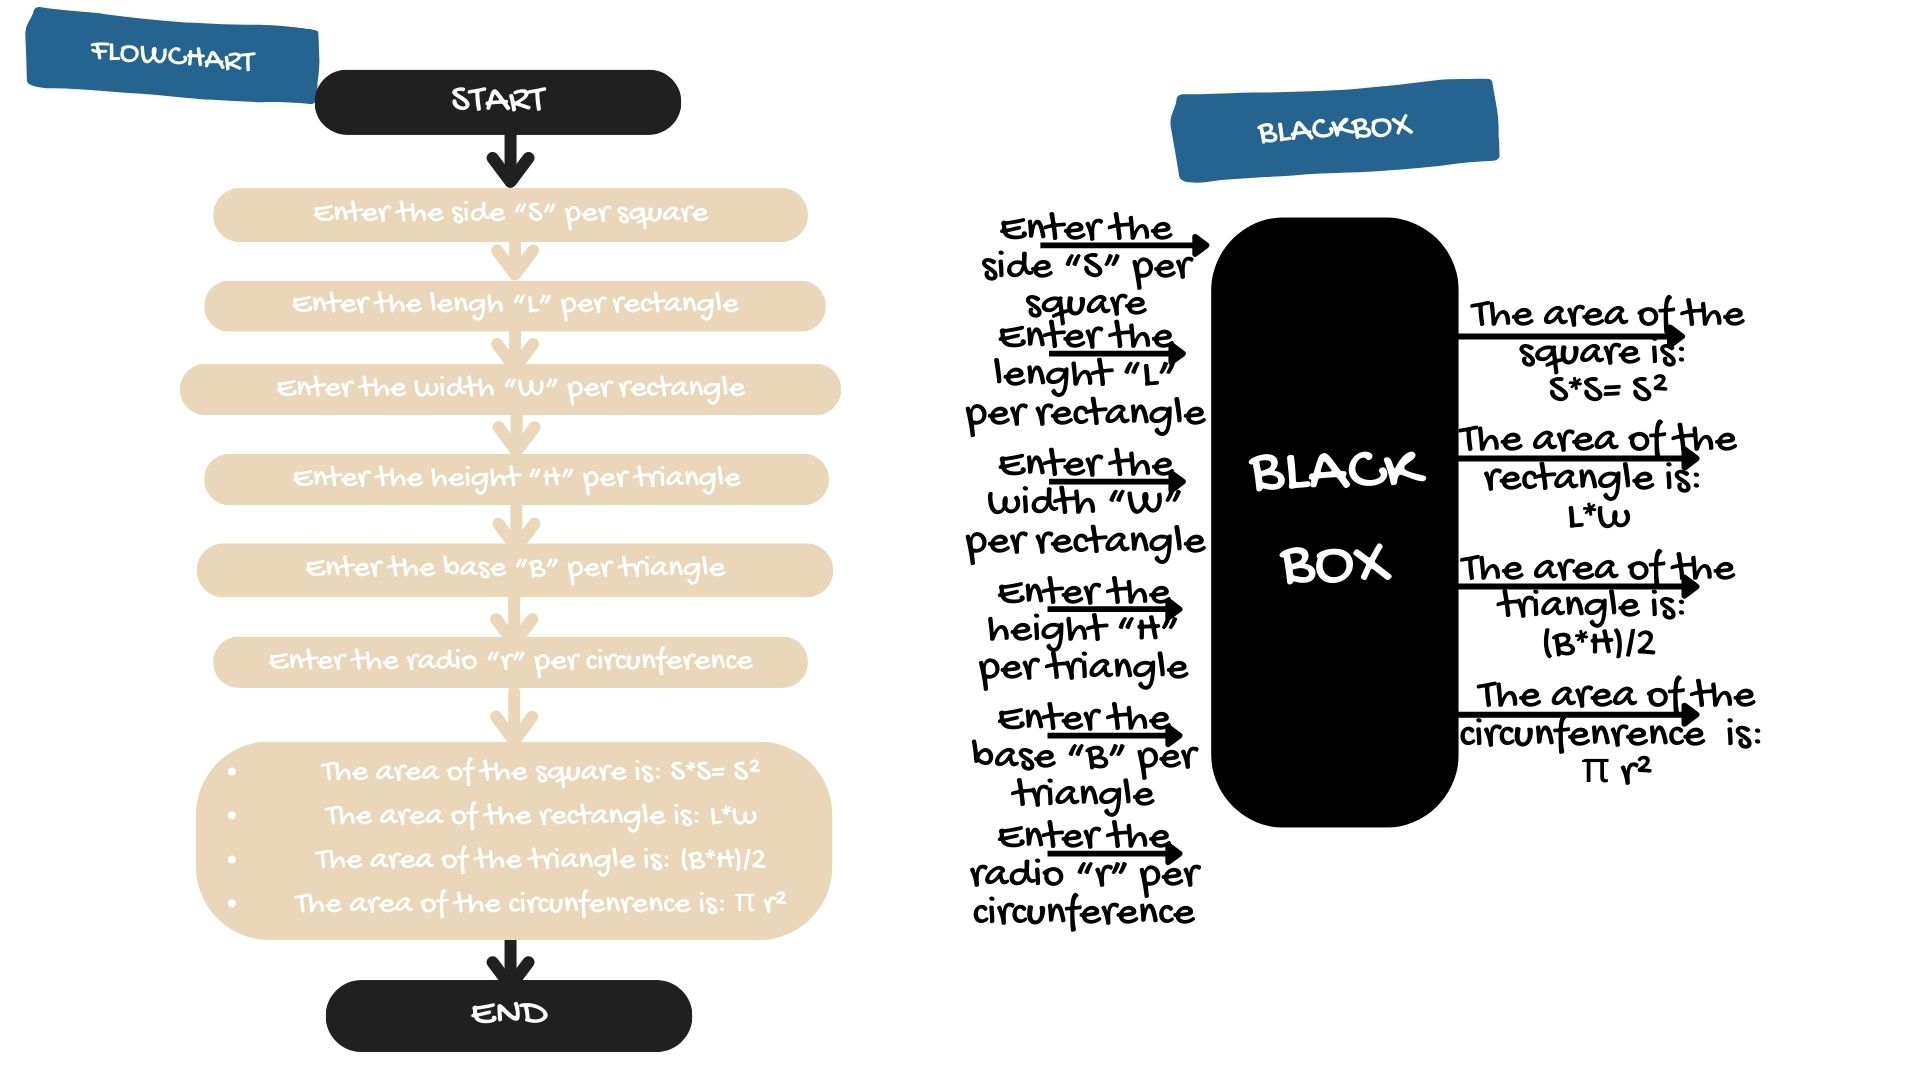 FLOWCHART
START
Enter the side “S” per square
Enter the lengh “L” per rectangle
Enter the width “W” per rectangle
Enter the height “H” per triangle
Enter the base “B” per triangle
Enter the radio “r” per circunference
• The area of the square is: S*S= S²
• The area of the rectangle is: L*W
• The area of the triangle is: (B*H)/2
• The area of the circunfenrence is: π r²
END
BLACKBOX
Enter the
side “S” per
square
Enter the
lenght “L”
per rectangle
Enter the
width “W”
per rectangle
Enter the
height “H”
per triangle
Enter the
base “B” per
triangle
Enter the
radio “r” per
circunference
BLACK
BOX
The area of the
square is:
S*S= S²
The area of the
rectangle is:
L*W
The area of the
triangle is:
(B*H)/2
The area of the
circunfenrence is:
π r²